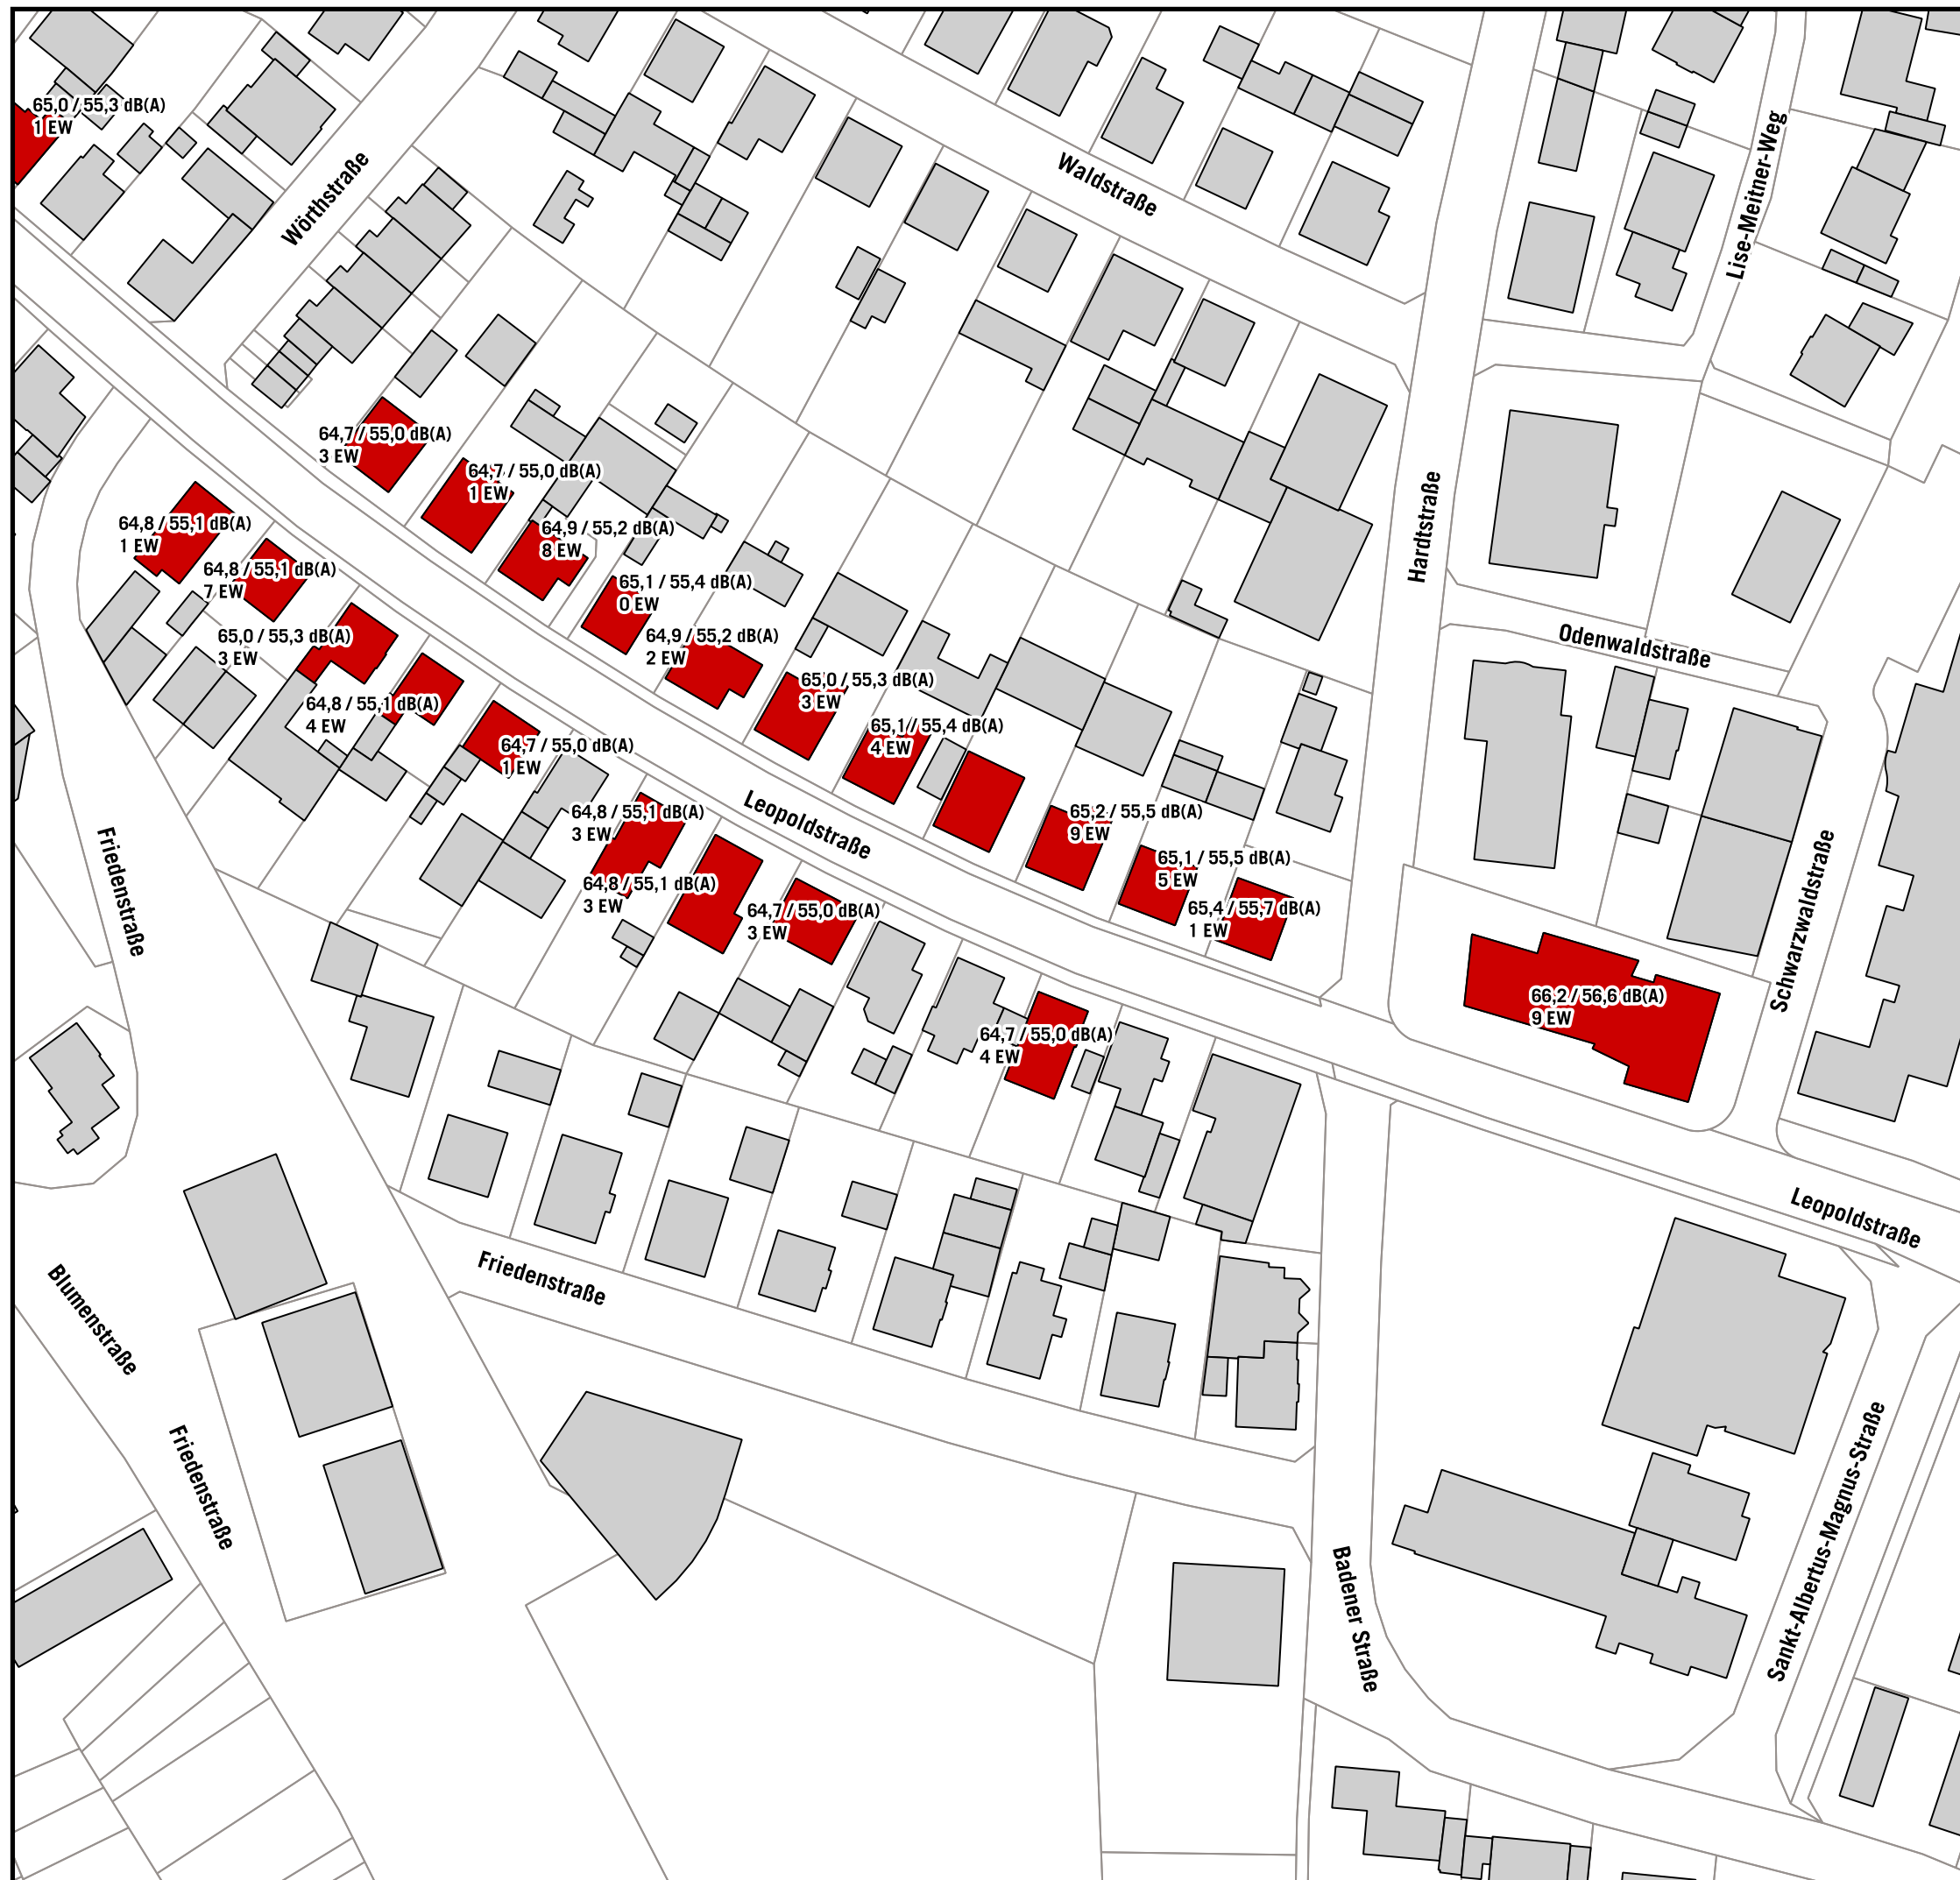 65,0 / 55,3 dB(A)
1 EW
Wörthstraße
Waldstraße
Lise-Meitner-Weg
64,7 / 55,0 dB(A)
3 EW
64,7 / 55,0 dB(A)
1 EW
64,8 / 55,1 dB(A)
1 EW
64,9 / 55,2 dB(A)
8 EW
Hardtstraße
64,8 / 55,1 dB(A)
7 EW
65,1 / 55,4 dB(A)
0 EW
65,0 / 55,3 dB(A)
3 EW
64,9 / 55,2 dB(A)
2 EW
Odenwaldstraße
65,0 / 55,3 dB(A)
3 EW
64,8 / 55,1 dB(A)
4 EW
65,1 / 55,4 dB(A)
4 EW
64,7 / 55,0 dB(A)
1 EW
64,8 / 55,1 dB(A)
3 EW
Leopoldstraße
65,2 / 55,5 dB(A)
9 EW
65,1 / 55,5 dB(A)
5 EW
Friedenstraße
64,8 / 55,1 dB(A)
3 EW
64,7 / 55,0 dB(A)
3 EW
65,4 / 55,7 dB(A)
1 EW
Schwarzwaldstraße
66,2 / 56,6 dB(A)
9 EW
64,7 / 55,0 dB(A)
4 EW
Leopoldstraße
Friedenstraße
Blumenstraße
Friedenstraße
Badener Straße
Sankt-Albertus-Magnus-Straße